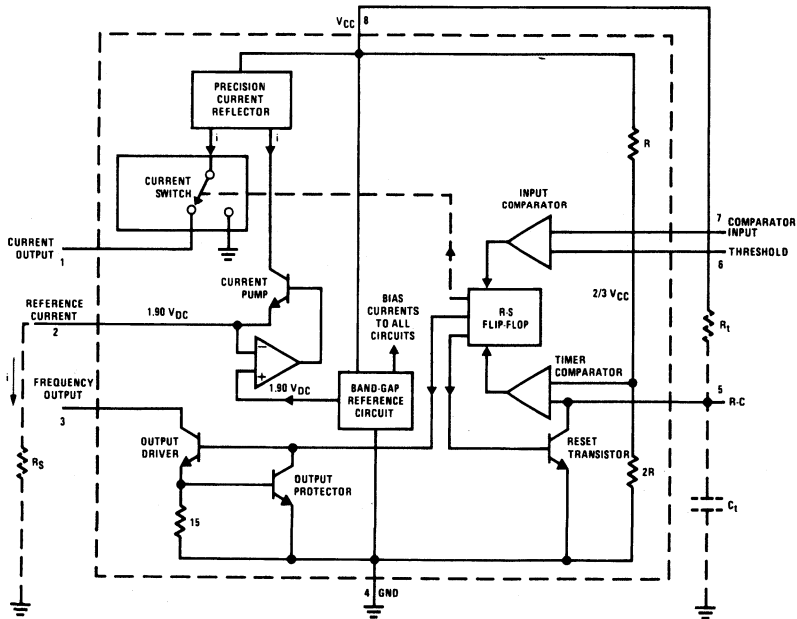 VCC 8
PRECISION
CURRENT
REFLECTOR
i i
R
CURRENT
SWITCH
INPUT
COMPARATOR
7 COMPARATOR
INPUT
CURRENT
OUTPUT
1
THRESHOLD
6
CURRENT
PUMP
BIAS
CURRENTS
TO ALL
CIRCUITS
2/3 VCC
R-S
FLIP-FLOP
REFERENCE
CURRENT
2
1.90 VDC
Rt
−
+
1.90 VDC
TIMER
COMPARATOR
i
FREQUENCY
OUTPUT
3
BAND-GAP
REFERENCE
CIRCUIT
5
R-C
OUTPUT
DRIVER
RESET
TRANSISTOR
RS
OUTPUT
PROTECTOR
2R
15
Ct
4 GND